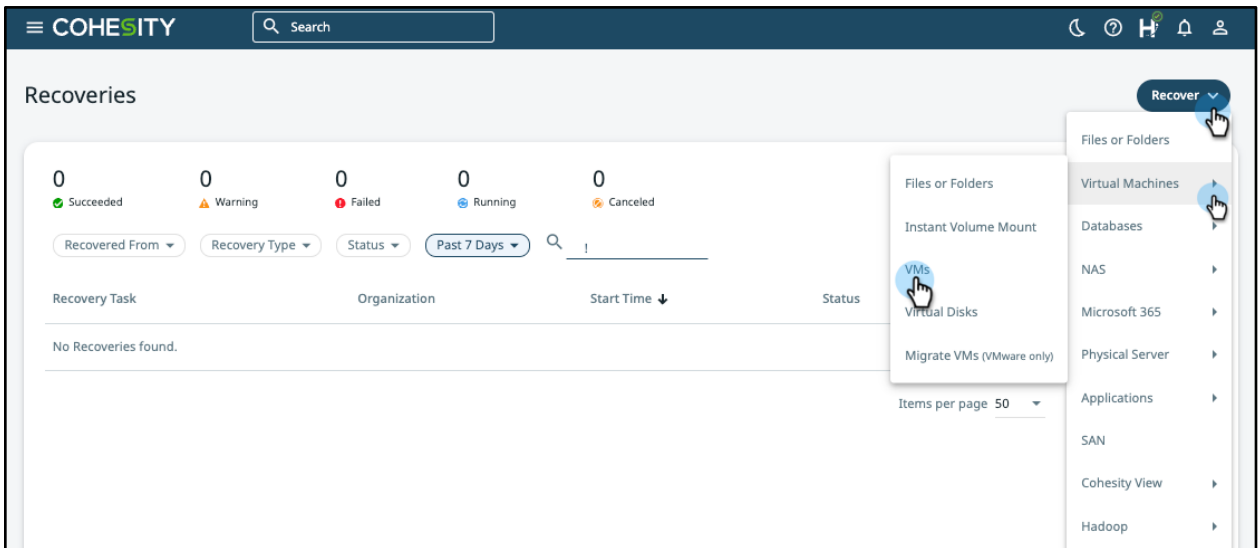 COHESITY
Search
Recoveries
Recover
0
Succeeded
0
Warning
0
Failed
0
Running
0
Canceled
Recovered From
Recovery Type
Status
Past 7 Days
!
Recovery Task
Organization
Start Time
Status
No Recoveries found.
Items per page 50
Files or Folders
Virtual Machines
Databases
NAS
Microsoft 365
Physical Server
Applications
SAN
Cohesity View
Hadoop
Files or Folders
Instant Volume Mount
VMs
Virtual Disks
Migrate VMs (VMware only)